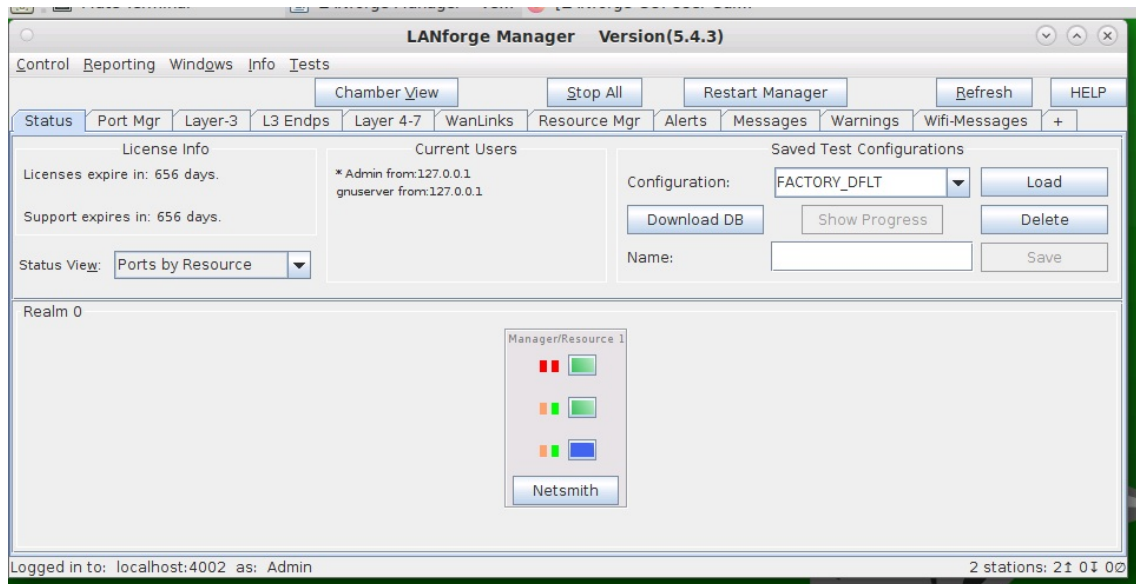 LANforge Manager Version(5.4.3)
Control Reporting Windows Info Tests
Chamber View Stop All Restart Manager Refresh HELP
Status Port Mgr Layer-3 L3 Endps Layer 4-7 WanLinks Resource Mgr Alerts Messages Warnings Wifi-Messages +
License Info
Licenses expire in: 656 days.
Support expires in: 656 days.
Status View: Ports by Resource
Current Users
* Admin from:127.0.0.1
gnuserver from:127.0.0.1
Saved Test Configurations
Configuration: FACTORY_DFLT Load
Download DB Show Progress Delete
Name: Save
Realm 0
Manager/Resource 1
Netsmith
Logged in to: localhost:4002 as: Admin
2 stations: 2↥ 0↧ 0∅